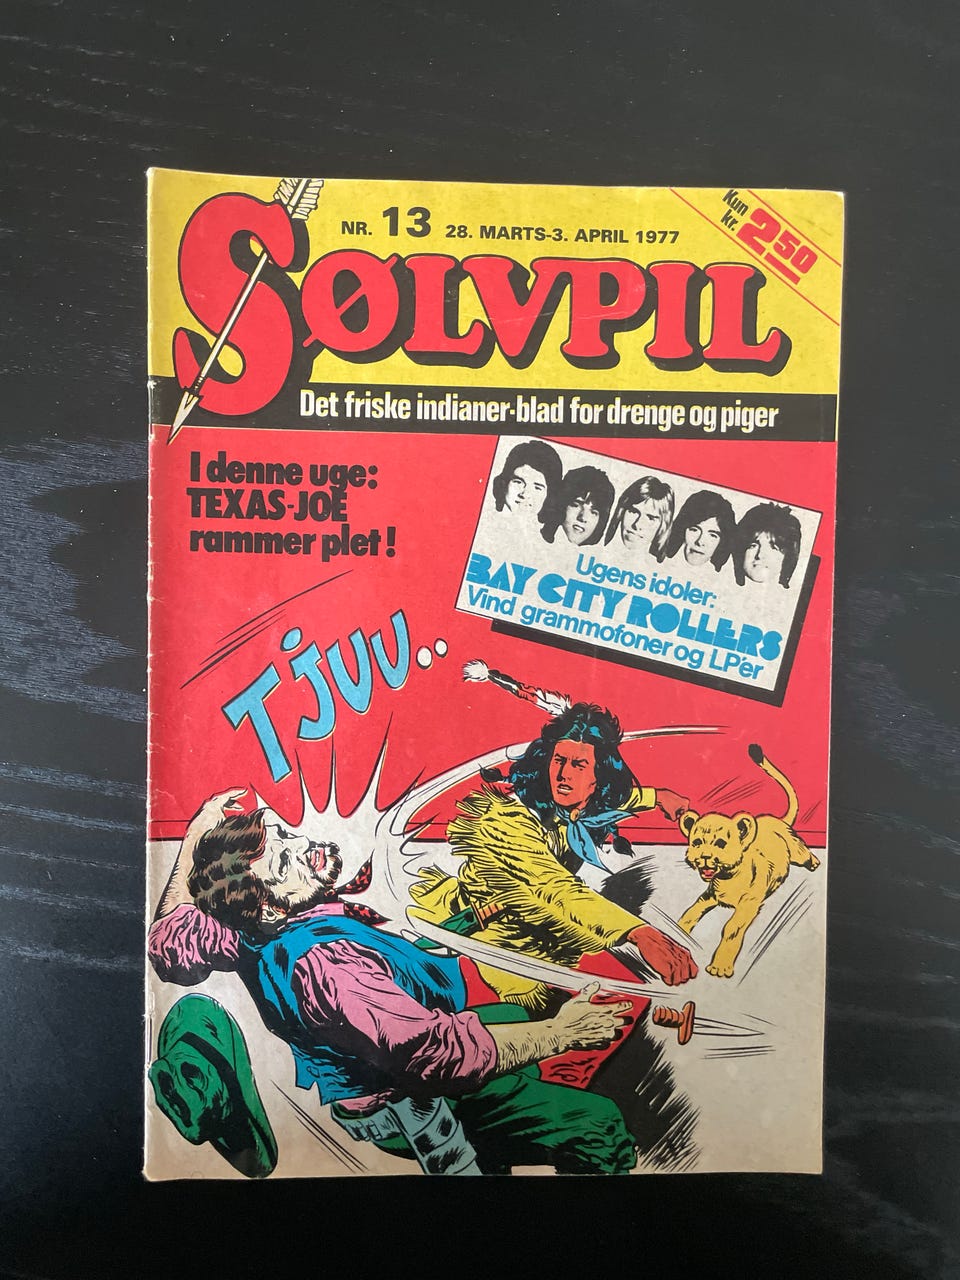 NR. 13 28. MARTS-3. APRIL 1977
Kun
kr. 2.50
SØLVPIL
Det friske indianer-blad for drenge og piger
I denne uge:
TEXAS-JOE
rammer plet!
Ugens idoler:
BAY CITY ROLLERS
Vind grammofoner og LP'er
TJUU..